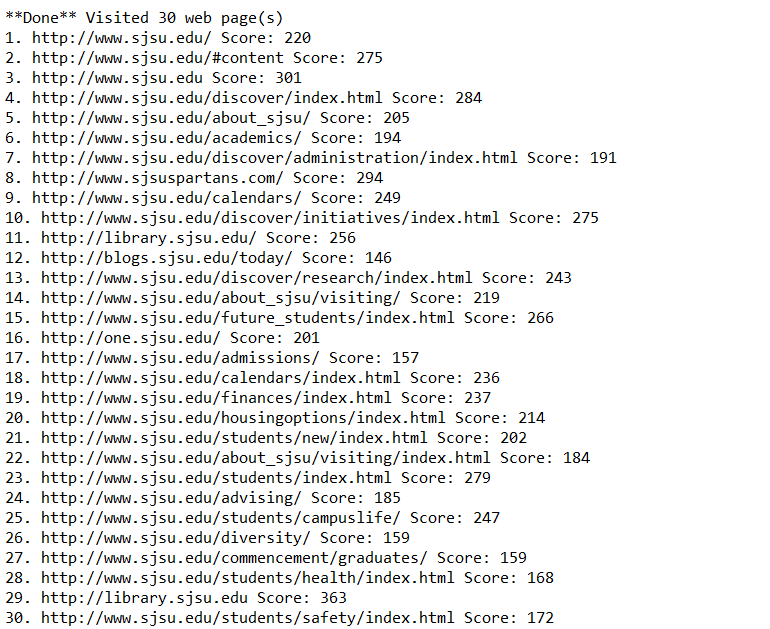 **Done** Visited 30 web page(s)
1. http://www.sjsu.edu/ Score: 220
2. http://www.sjsu.edu/#content Score: 275
3. http://www.sjsu.edu Score: 301
4. http://www.sjsu.edu/discover/index.html Score: 284
5. http://www.sjsu.edu/about_sjsu/ Score: 205
6. http://www.sjsu.edu/academics/ Score: 194
7. http://www.sjsu.edu/discover/administration/index.html Score: 191
8. http://www.sjsuspartans.com/ Score: 294
9. http://www.sjsu.edu/calendars/ Score: 249
10. http://www.sjsu.edu/discover/initiatives/index.html Score: 275
11. http://library.sjsu.edu/ Score: 256
12. http://blogs.sjsu.edu/today/ Score: 146
13. http://www.sjsu.edu/discover/research/index.html Score: 243
14. http://www.sjsu.edu/about_sjsu/visiting/ Score: 219
15. http://www.sjsu.edu/future_students/index.html Score: 266
16. http://one.sjsu.edu/ Score: 201
17. http://www.sjsu.edu/admissions/ Score: 157
18. http://www.sjsu.edu/calendars/index.html Score: 236
19. http://www.sjsu.edu/finances/index.html Score: 237
20. http://www.sjsu.edu/housingoptions/index.html Score: 214
21. http://www.sjsu.edu/students/new/index.html Score: 202
22. http://www.sjsu.edu/about_sjsu/visiting/index.html Score: 184
23. http://www.sjsu.edu/students/index.html Score: 279
24. http://www.sjsu.edu/advising/ Score: 185
25. http://www.sjsu.edu/students/campuslife/ Score: 247
26. http://www.sjsu.edu/diversity/ Score: 159
27. http://www.sjsu.edu/commencement/graduates/ Score: 159
28. http://www.sjsu.edu/students/health/index.html Score: 168
29. http://library.sjsu.edu Score: 363
30. http://www.sjsu.edu/students/safety/index.html Score: 172